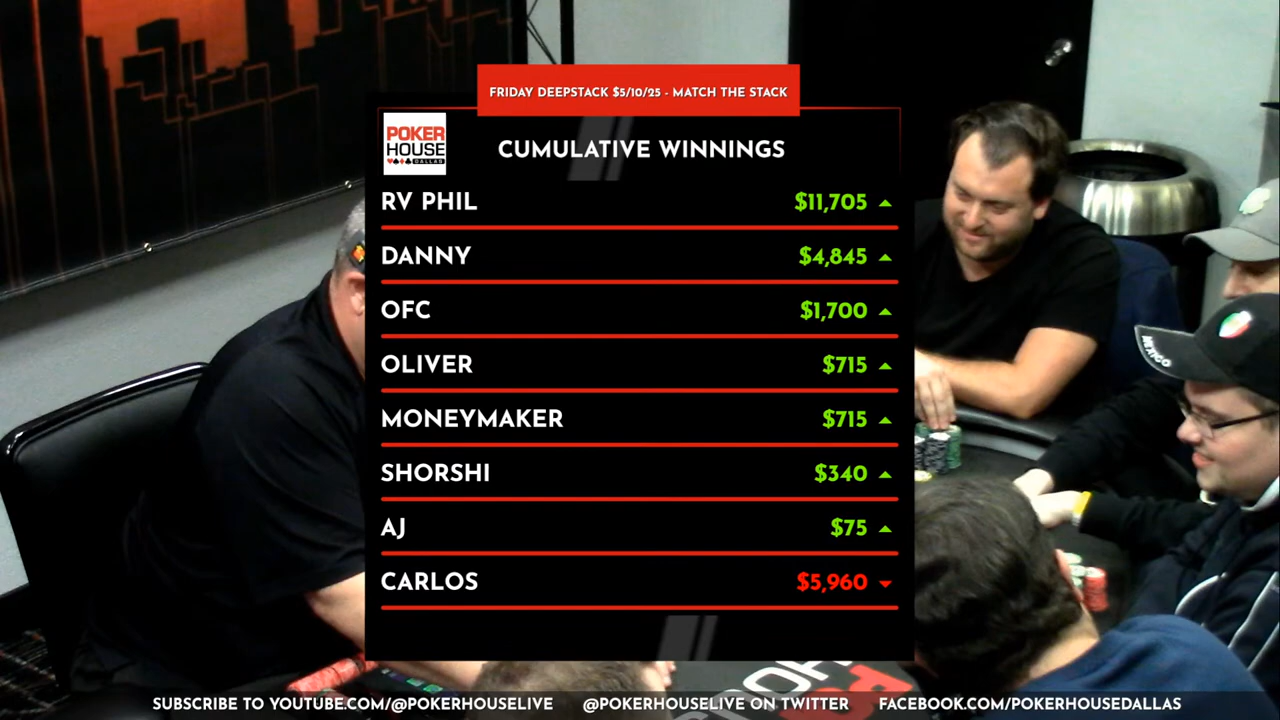 FRIDAY DEEPSTACK $5/10/25 - MATCH THE STACK
POKER
HOUSE
DALLAS
CUMULATIVE WINNINGS
RV PHIL $11,705
DANNY $4,845
OFC $1,700
OLIVER $715
MONEYMAKER $715
SHORSHI $340
AJ $75
CARLOS $5,960
SUBSCRIBE TO YOUTUBE.COM/@POKERHOUSELIVE @POKERHOUSELIVE ON TWITTER FACEBOOK.COM/POKERHOUSEDALLAS